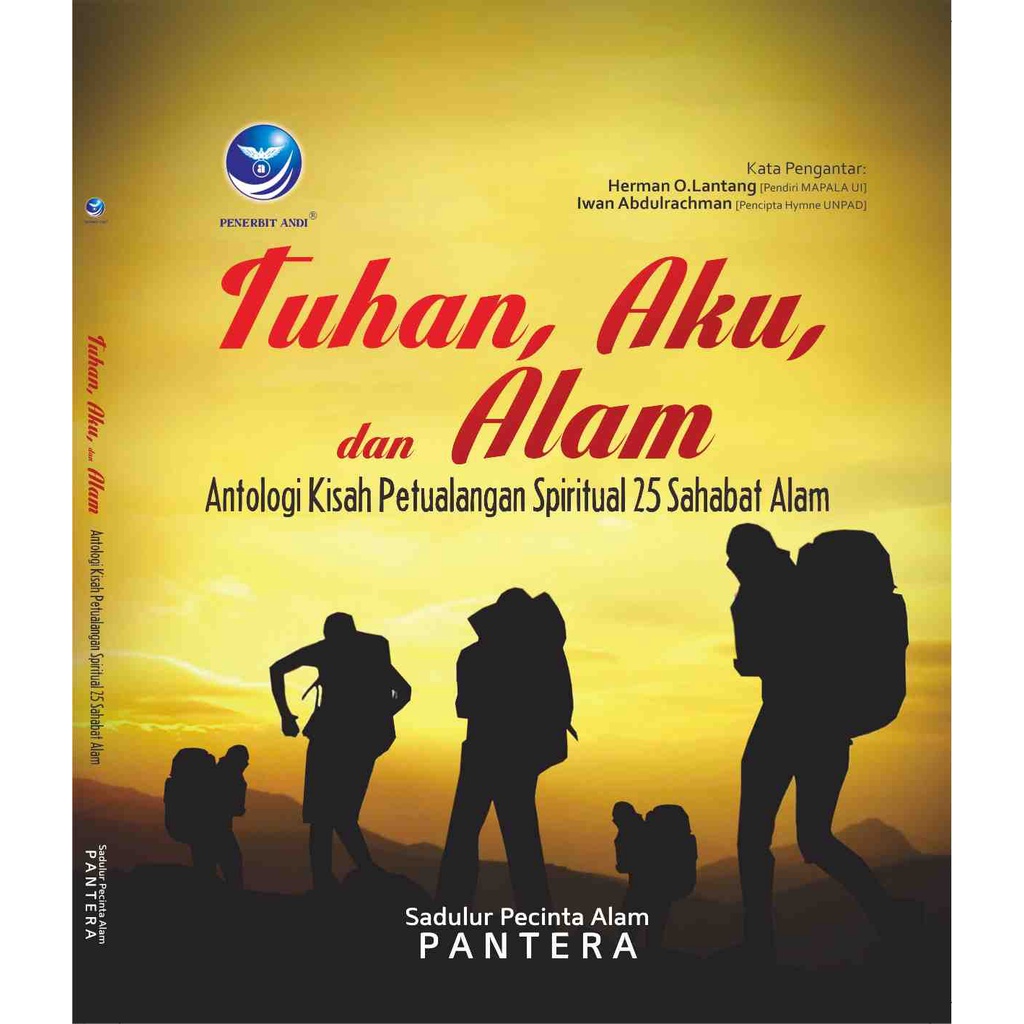 PENERBIT ANDI®
Kata Pengantar:
Herman O.Lantang [Pendiri MAPALA UI]
Iwan Abdulrachman [Pencipta Hymne UNPAD]
Tuhan, Aku,
dan Alam
Antologi Kisah Petualangan Spiritual 25 Sahabat Alam
Sadulur Pecinta Alam
PANTERA
Tuhan, Aku, dan Alam
Antologi Kisah Petualangan Spiritual 25 Sahabat Alam
Sadulur Pecinta Alam
PANTERA